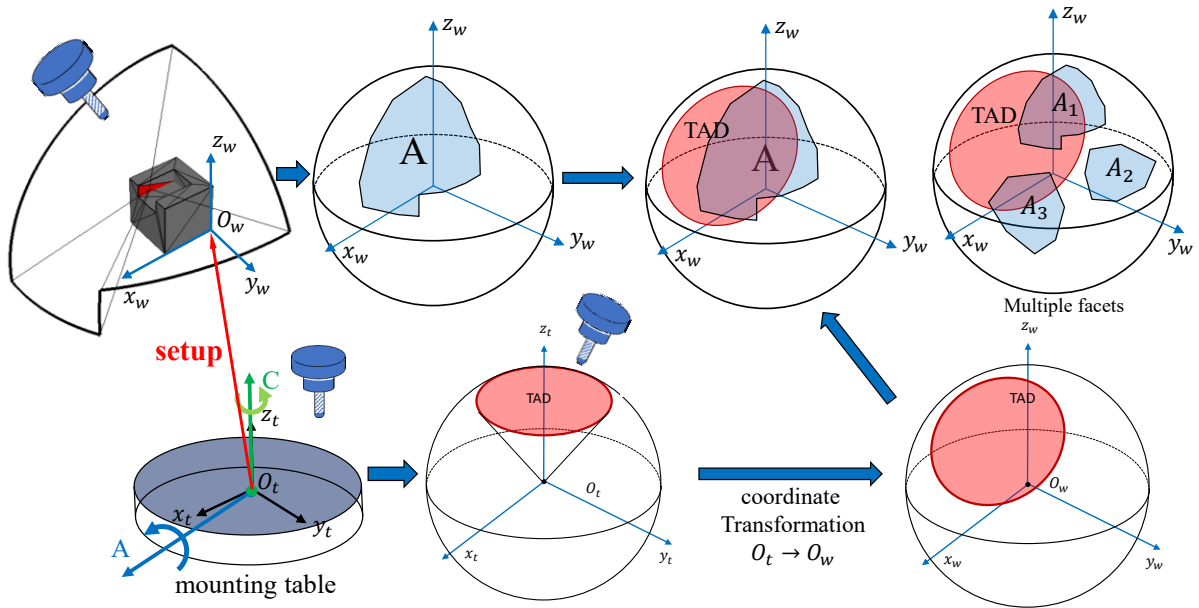 z_w
O_w
x_w
y_w
z_w
A
x_w
y_w
z_w
TAD
A
x_w
y_w
z_w
TAD
A_1
A_2
A_3
x_w
y_w
Multiple facets
setup
C
z_t
O_t
x_t
y_t
A
mounting table
z_t
TAD
O_t
x_t
y_t
coordinate
Transformation
O_t → O_w
z_w
TAD
O_w
x_w
y_w